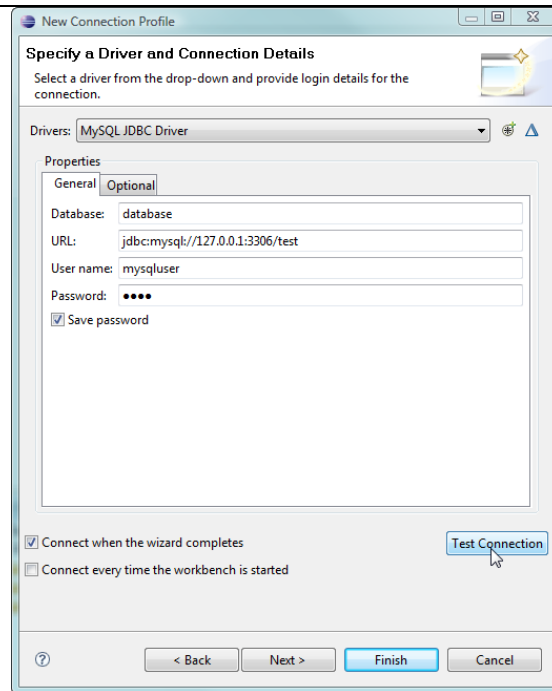 New Connection Profile
Specify a Driver and Connection Details
Select a driver from the drop-down and provide login details for the
connection.
Drivers: MySQL JDBC Driver
Properties
General Optional
Database: database
URL: jdbc:mysql://127.0.0.1:3306/test
User name: mysqluser
Password: ●●●●
Save password
Connect when the wizard completes Test Connection
Connect every time the workbench is started
? < Back Next > Finish Cancel